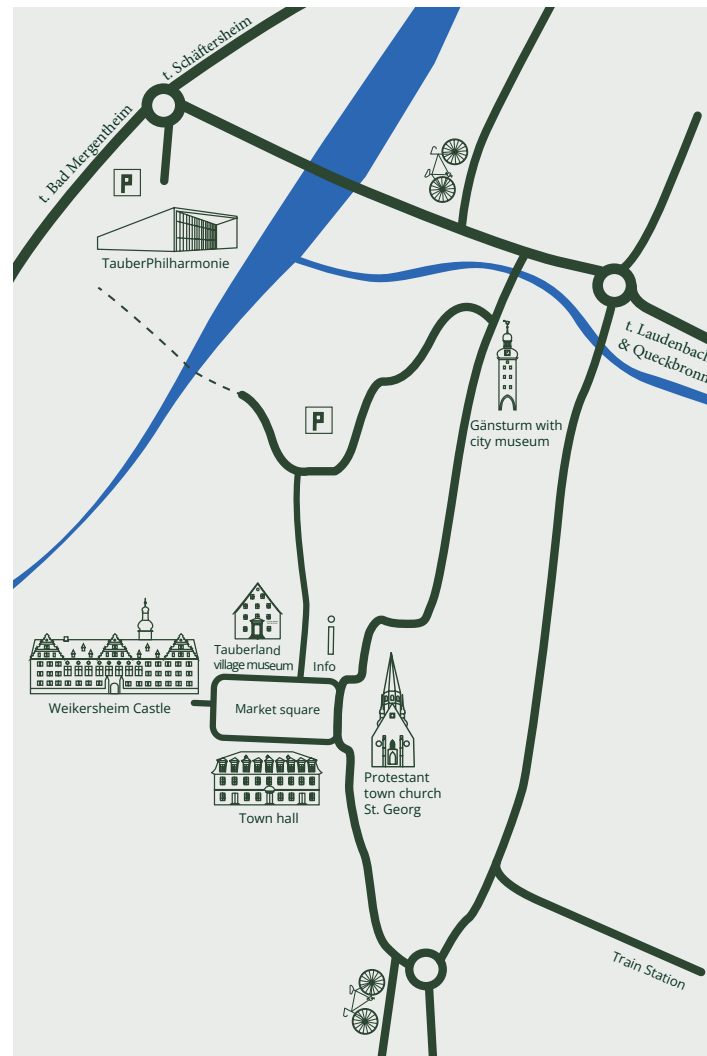 t. Schäftersheim
t. Bad Mergentheim
P
TauberPhilharmonie
t. Laudenbach
& Queckbronn
P
Gänsturm with
city museum
Tauberland
village museum
Info
Weikersheim Castle
Market square
Protestant
town church
St. Georg
Town hall
Train Station